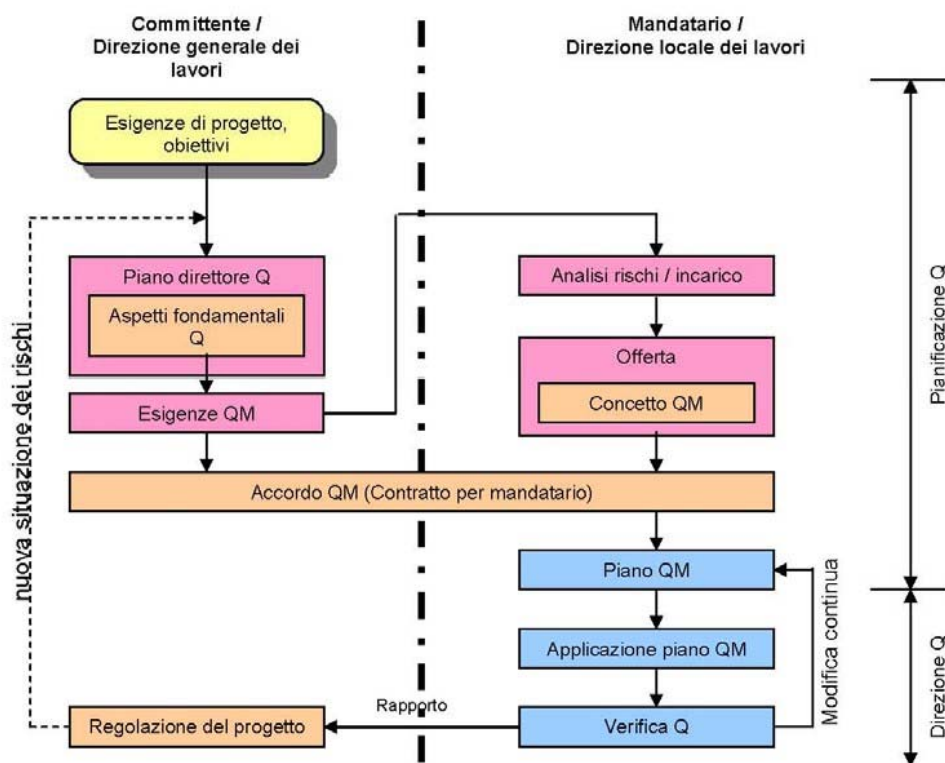 Committente /
Direzione generale dei
lavori
Mandatario /
Direzione locale dei lavori
Esigenze di progetto,
obiettivi
Piano direttore Q
Aspetti fondamentali
Q
Esigenze QM
Analisi rischi / incarico
Offerta
Concetto QM
Accordo QM (Contratto per mandatario)
Piano QM
Applicazione piano QM
Verifica Q
Rapporto
Regolazione del progetto
nuova situazione dei rischi
Modifica continua
Pianificazione Q
Direzione Q